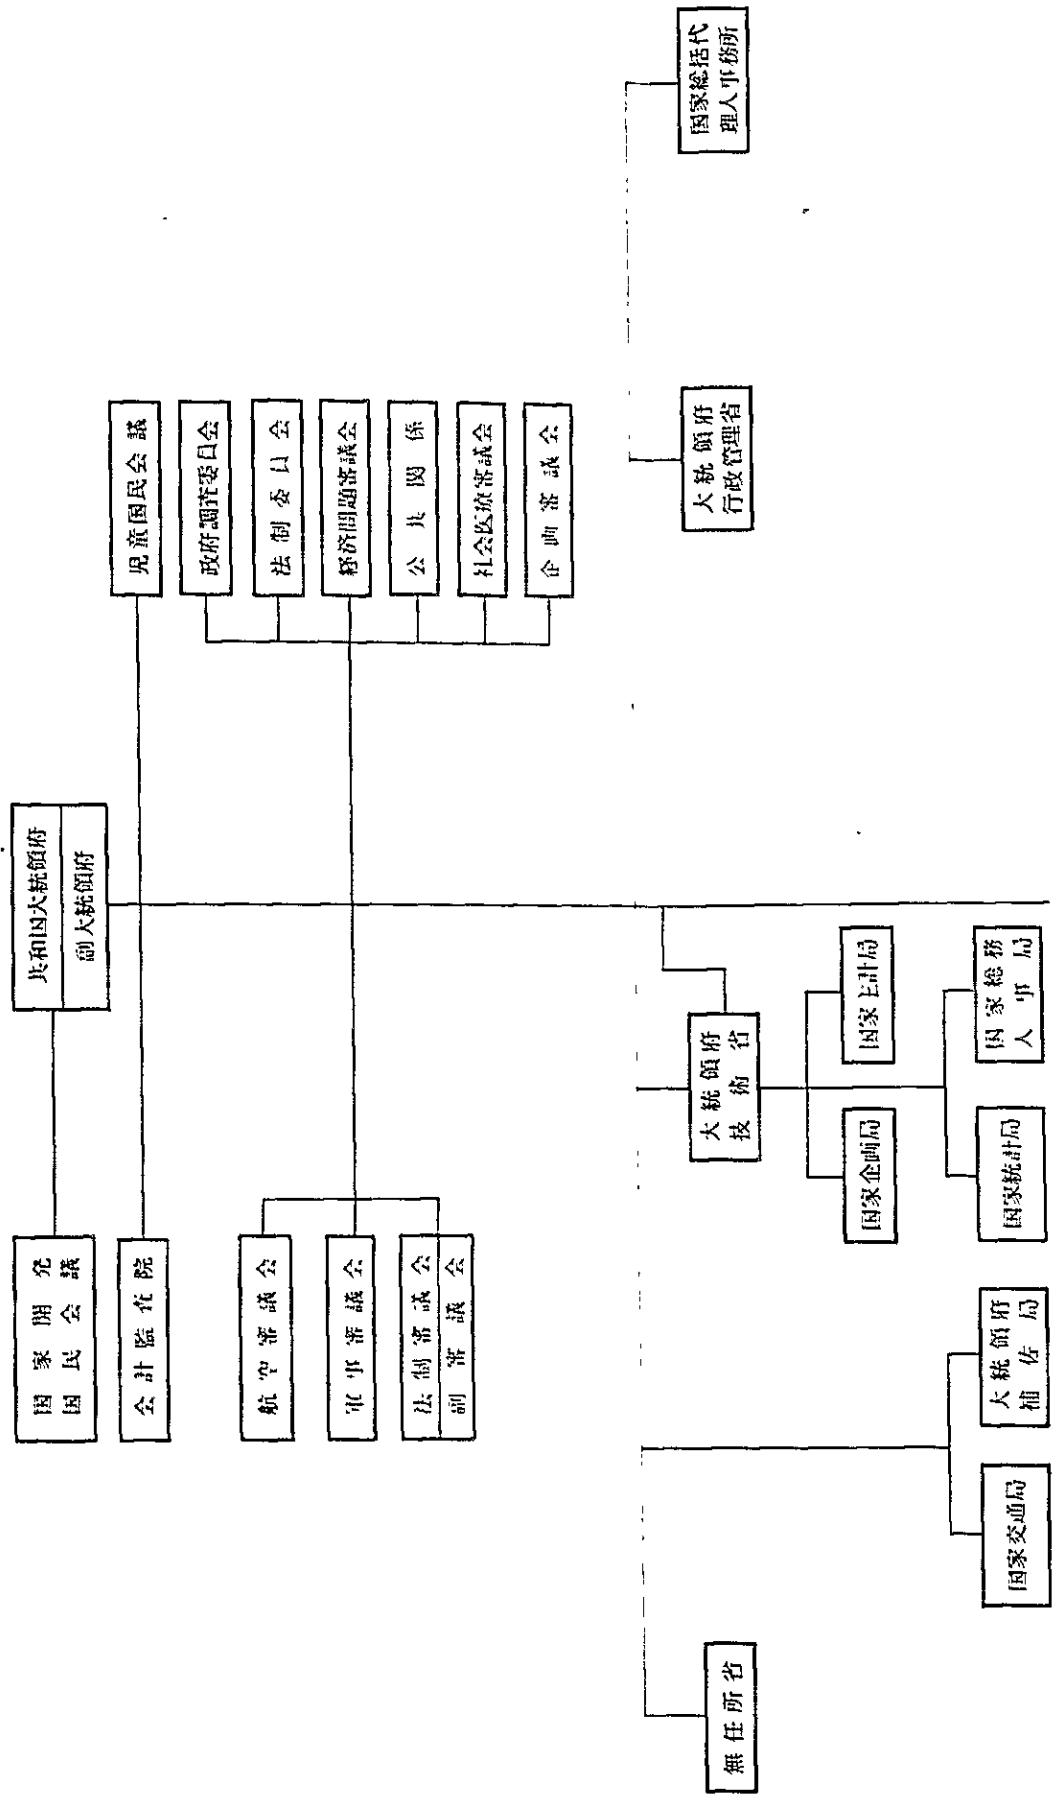 共和国大統領府
副大統領府
国家開発
国民会議
会計監査院
児童国民会議
航空審議会
軍事審議会
法制審議会
副審議会
政府調査委員会
法制委員会
経済問題審議会
公共関係
社会医療審議会
企画審議会
無任所省
大統領府
技術省
大統領府
行政管理省
国家総括代
理人事務所
国家企画局
国家統計局
国家総務
人事局
国家交通局
大統領府
補佐局